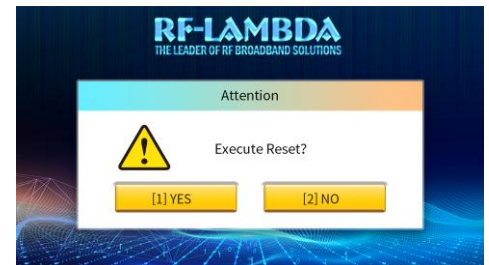 RF-LAMBDA
THE LEADER OF RF BROADBAND SOLUTIONS
Attention
Execute Reset?
[1] YES
[2] NO